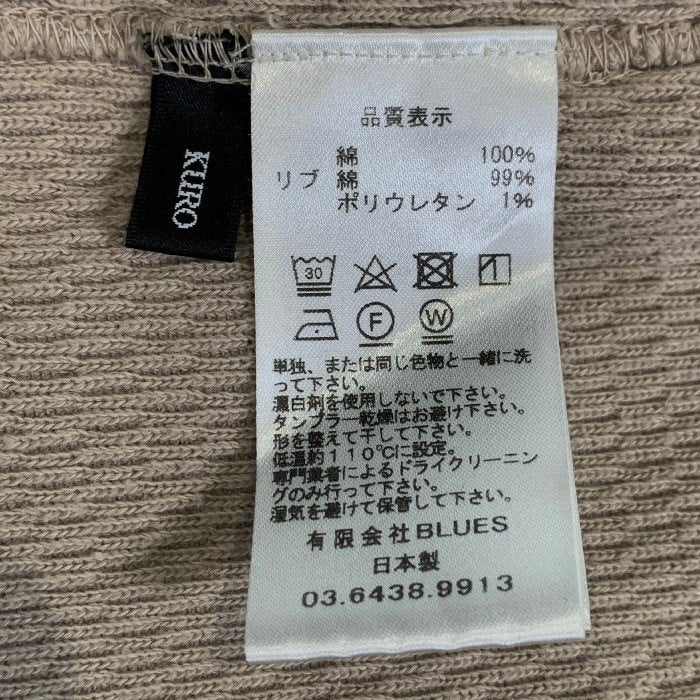 KURO
品質表示
綿 100%
リブ 綿 99%
ポリウレタン 1%
30
F
W
単独、または同じ色物と一緒に洗
って下さい。
漂白剤を使用しないで下さい。
タンブラー乾燥はお避け下さい。
形を整えて干して下さい。
低温約110℃に設定。
専門業者によるドライクリーニン
グのみ行って下さい。
湿気を避けて保管して下さい。
有限会社BLUES
日本製
03.6438.9913